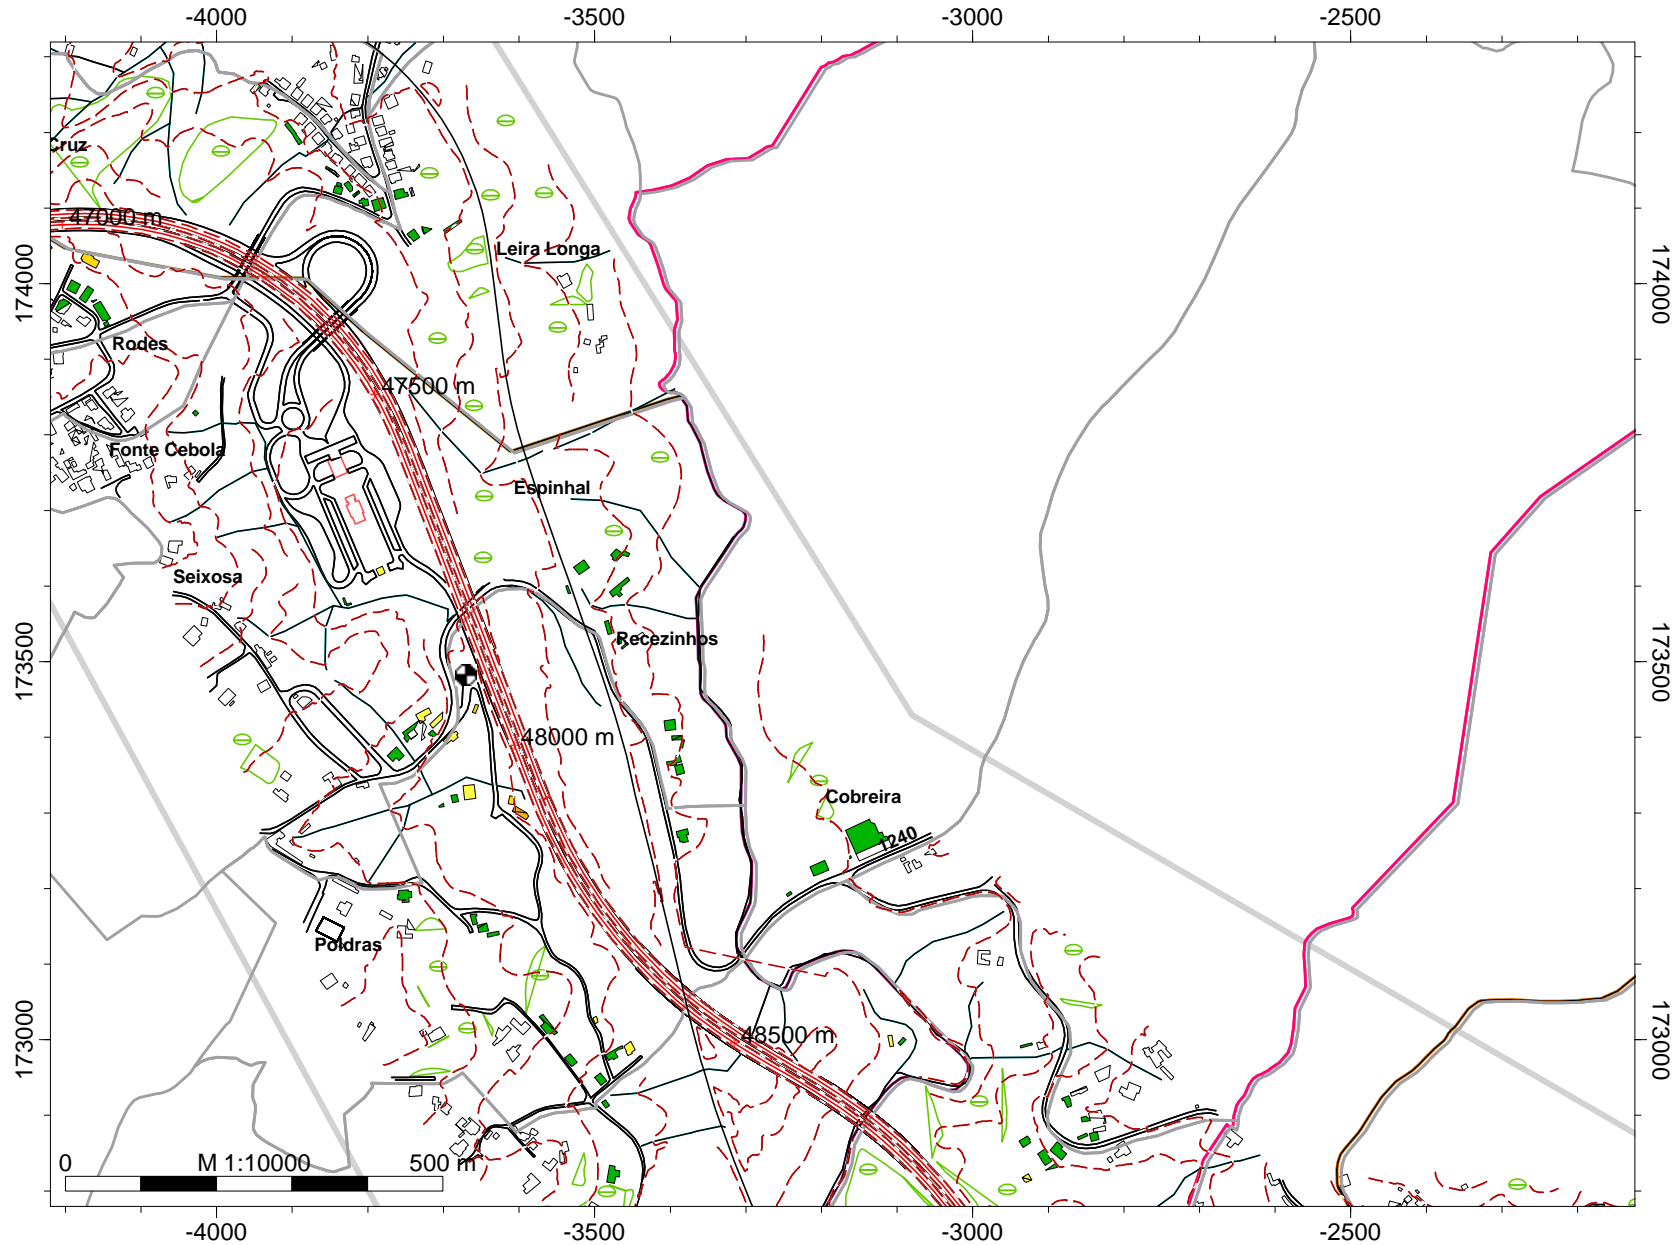 -4000 -3500 -3000 -2500
Cruz
47000 m
Leira Longa
174000 174000
Rodes
47500 m
Fonte Cebola
Espinhal
Seixosa
Recezinhos
173500 173500
48000 m
Cobreira
1240
Poldras
48500 m
173000 173000
0 M 1:10000 500 m
-4000 -3500 -3000 -2500